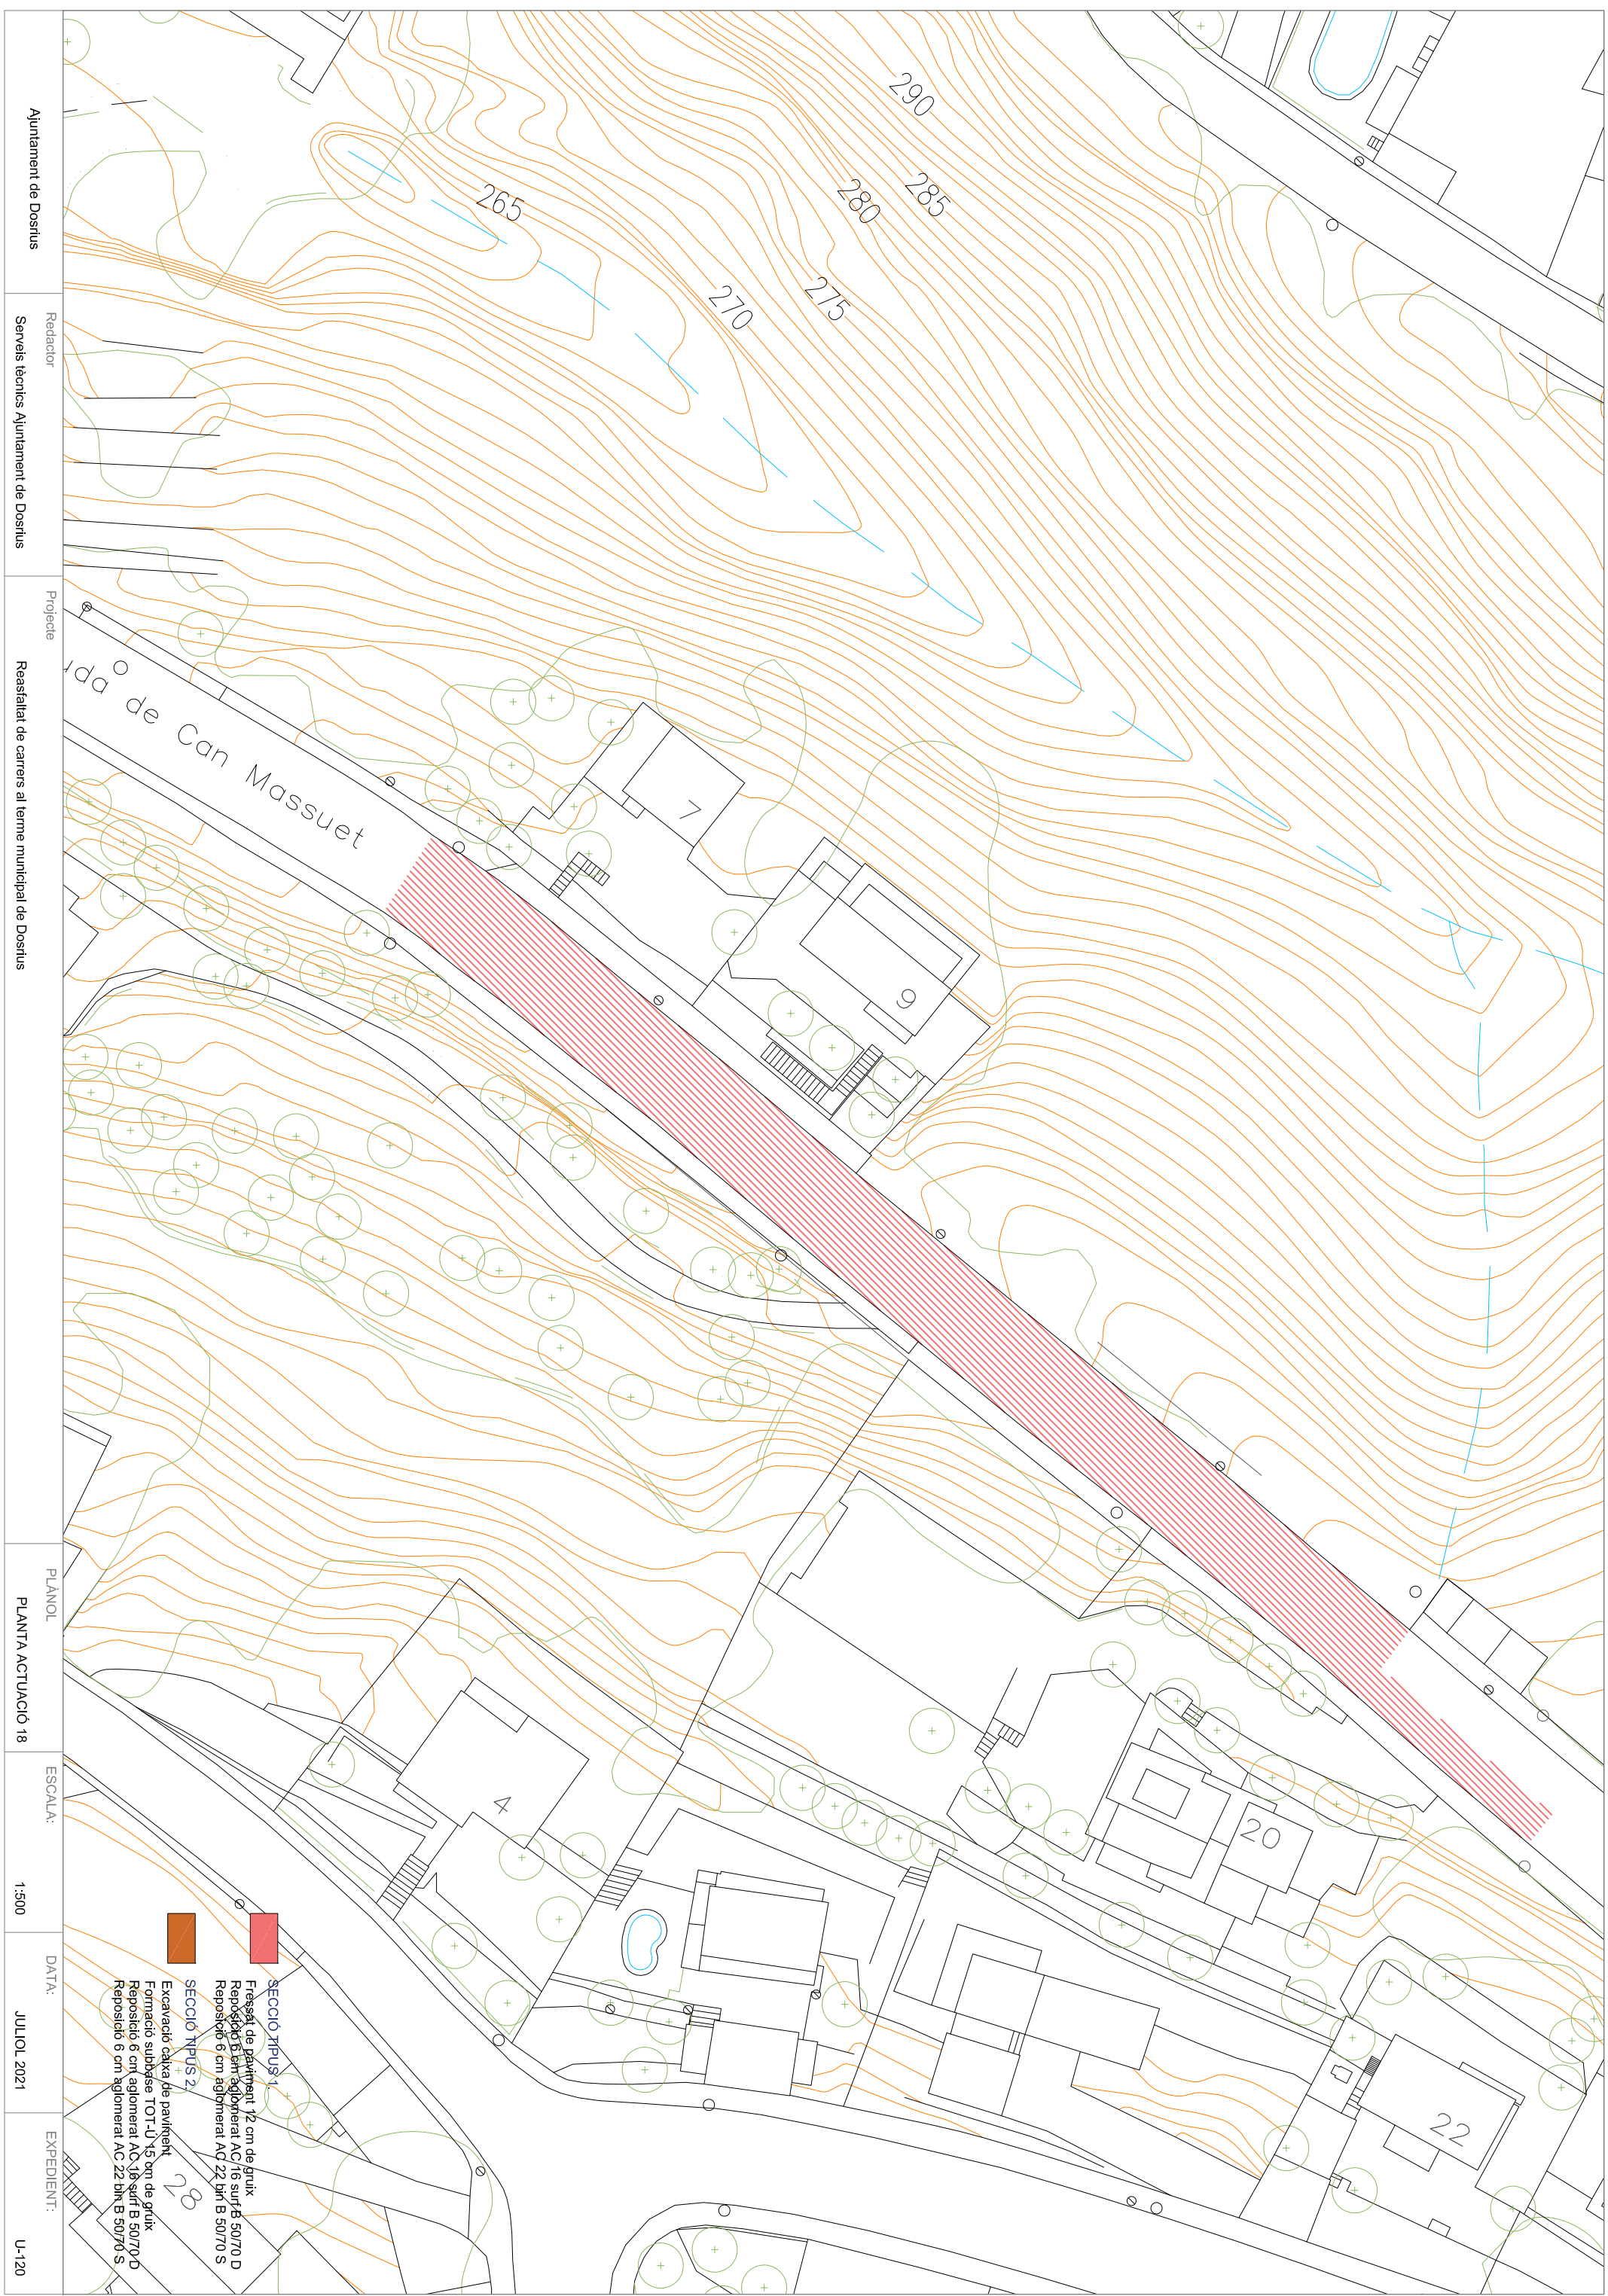 290
285
280
275
270
265
uda de Can Massuet
7
9
4
20
22
28
SECCIÓ TIPUS 1.
Fressat de paviment 12 cm de gruix
Reposició 6 cm aglomerat AC 16 surf B 50/70 D
Reposició 6 cm aglomerat AC 22 bin B 50/70 S
SECCIÓ TIPUS 2.
Excavació caixa de paviment
Formació subbase TOT-Ú 15 cm de gruix
Reposició 6 cm aglomerat AC 16 surf B 50/70 D
Reposició 6 cm aglomerat AC 22 bin B 50/70 S
Ajuntament de Dosrius
Redactor
Serveis tècnics Ajuntament de Dosrius
Projecte
Reasfaltat de carrers al terme municipal de Dosrius
PLÀNOL
PLANTA ACTUACIÓ 18
ESCALA:
1:500
DATA:
JULIOL 2021
EXPEDIENT:
U-120